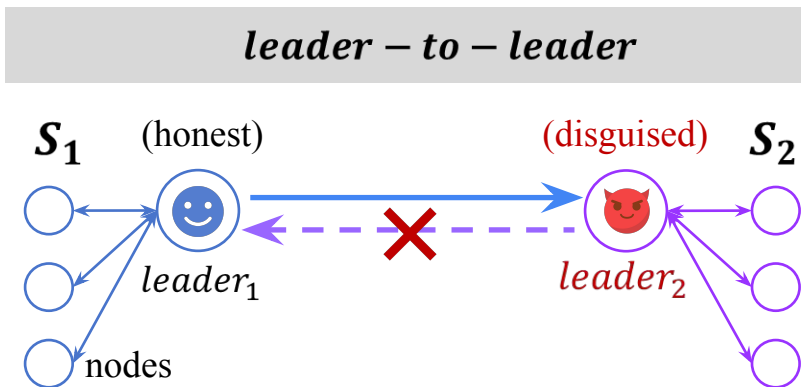 leader − to − leader
S₁ (honest) (disguised) S₂
leader₁ leader₂
nodes